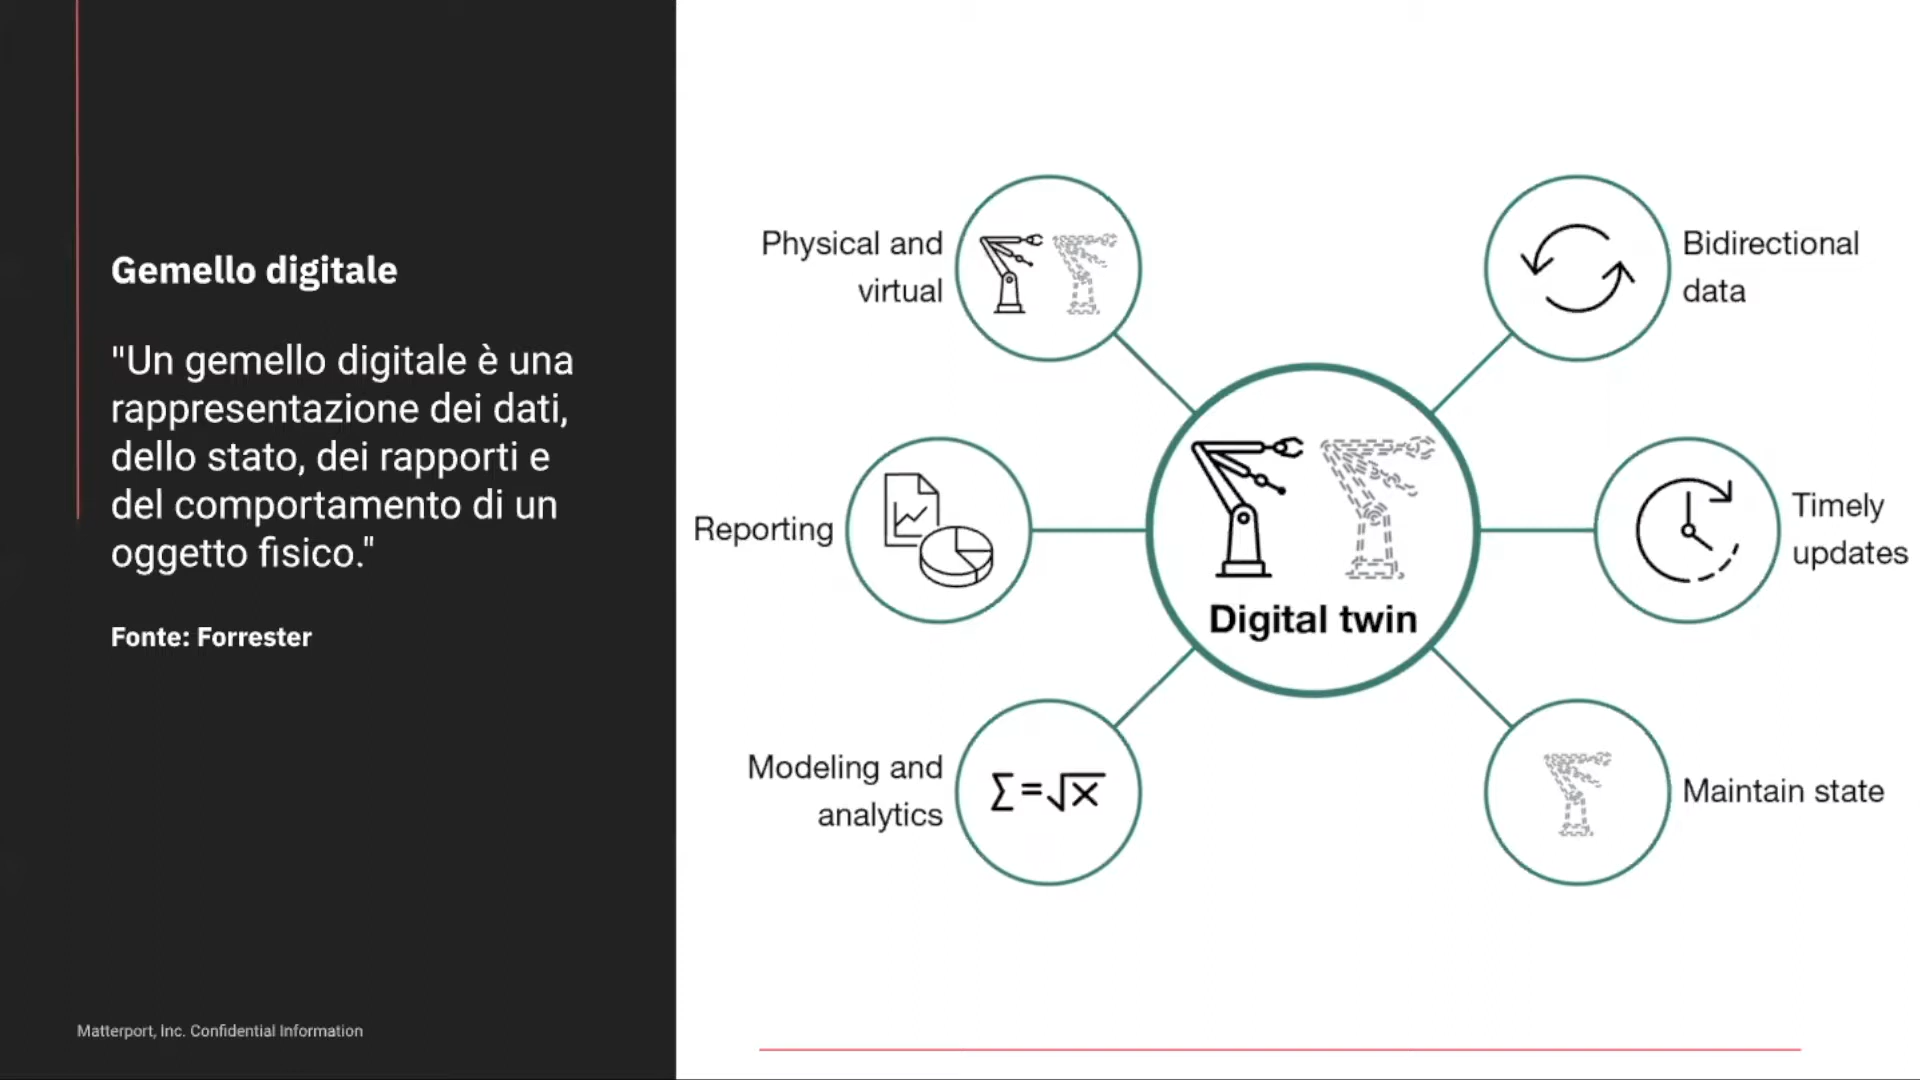 Gemello digitale
"Un gemello digitale è una
rappresentazione dei dati,
dello stato, dei rapporti e
del comportamento di un
oggetto fisico."
Fonte: Forrester
Matterport, Inc. Confidential Information
Physical and
virtual
Bidirectional
data
Reporting
Digital twin
Timely
updates
Modeling and
analytics
Σ=√x
Maintain state